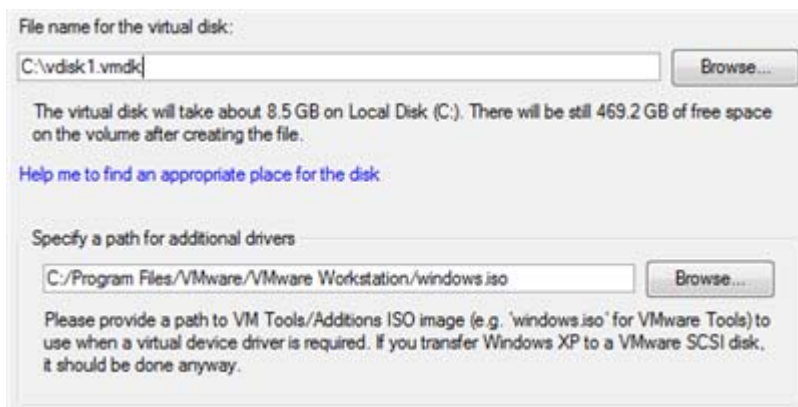 File name for the virtual disk:
C:\vdisk1.vmdk
Browse...
The virtual disk will take about 8.5 GB on Local Disk (C:). There will be still 469.2 GB of free space
on the volume after creating the file.
Help me to find an appropriate place for the disk
Specify a path for additional drivers
C:/Program Files/VMware/VMware Workstation/windows.iso
Browse...
Please provide a path to VM Tools/Additions ISO image (e.g. 'windows.iso' for VMware Tools) to
use when a virtual device driver is required. If you transfer Windows XP to a VMware SCSI disk,
it should be done anyway.